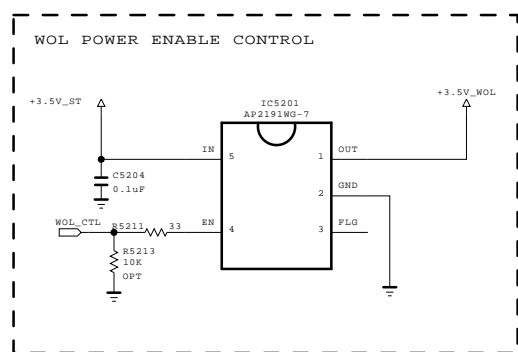 WOL POWER ENABLE CONTROL
+3.5V_ST
+3.5V_WOL
IC5201
AP2191WG-7
IN
5
1
OUT
C5204
0.1uF
2
GND
WOL_CTL
R5211
33
EN
4
3
FLG
R5213
10K
OPT